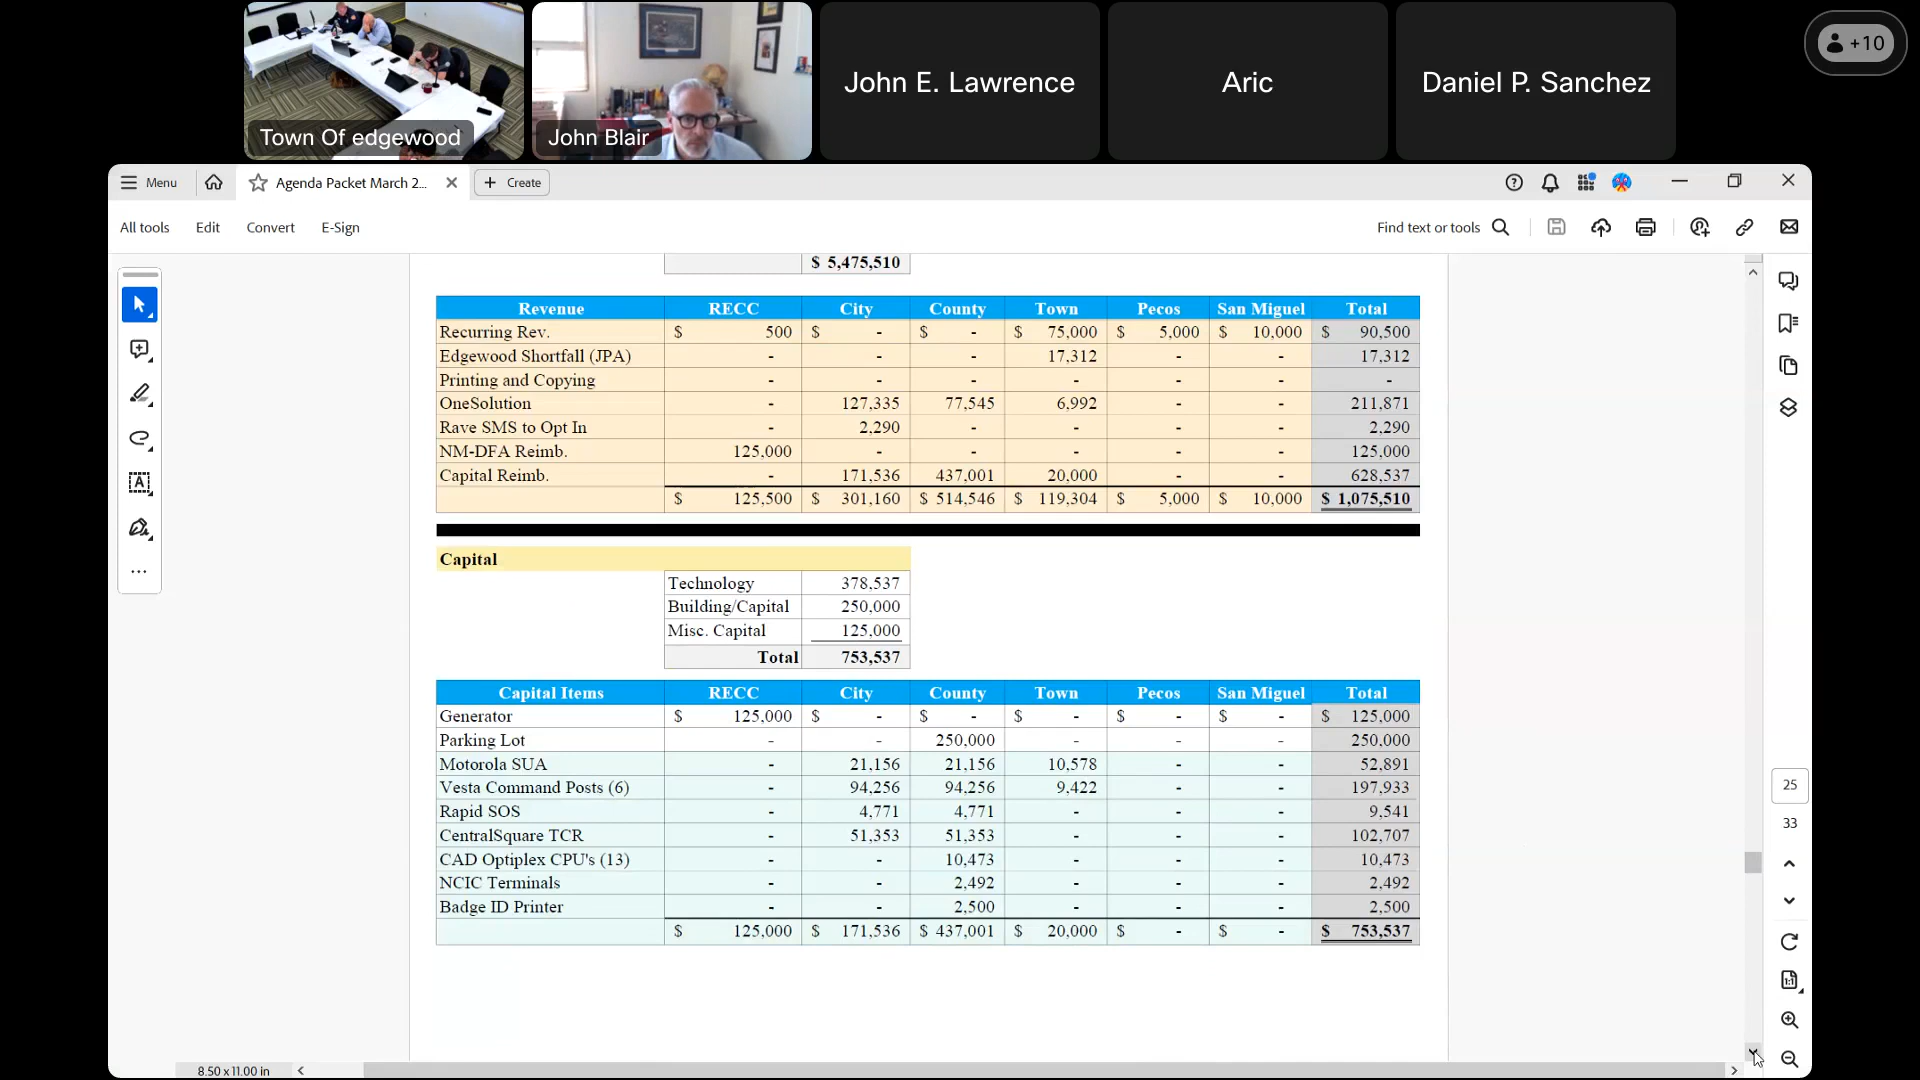 Town Of edgewood
John Blair
John E. Lawrence
Aric
Daniel P. Sanchez
+10
Menu
Agenda Packet March 2...
Create
All tools Edit Convert E-Sign
Find text or tools
$ 5,475,510
Revenue RECC City County Town Pecos San Miguel Total
Recurring Rev. $ 500 $ - $ - $ 75,000 $ 5,000 $ 10,000 $ 90,500
Edgewood Shortfall (JPA) - - - 17,312 - - 17,312
Printing and Copying - - - - - - -
OneSolution - 127,335 77,545 6,992 - - 211,871
Rave SMS to Opt In - 2,290 - - - - 2,290
NM-DFA Reimb. 125,000 - - - - - 125,000
Capital Reimb. - 171,536 437,001 20,000 - - 628,537
$ 125,500 $ 301,160 $ 514,546 $ 119,304 $ 5,000 $ 10,000 $ 1,075,510
Capital
Technology 378,537
Building/Capital 250,000
Misc. Capital 125,000
Total 753,537
Capital Items RECC City County Town Pecos San Miguel Total
Generator $ 125,000 $ - $ - $ - $ - $ - $ 125,000
Parking Lot - - 250,000 - - - 250,000
Motorola SUA - 21,156 21,156 10,578 - - 52,891
Vesta Command Posts (6) - 94,256 94,256 9,422 - - 197,933
Rapid SOS - 4,771 4,771 - - - 9,541
CentralSquare TCR - 51,353 51,353 - - - 102,707
CAD Optiplex CPU's (13) - - 10,473 - - - 10,473
NCIC Terminals - - 2,492 - - - 2,492
Badge ID Printer - - 2,500 - - - 2,500
$ 125,000 $ 171,536 $ 437,001 $ 20,000 $ - $ - $ 753,537
25
33
8.50 x 11.00 in